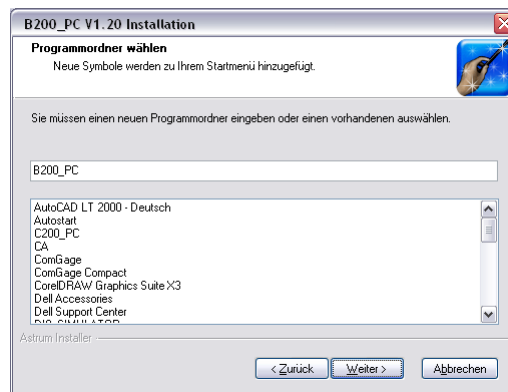 B200_PC V1.20 Installation
Programmordner wählen
Neue Symbole werden zu Ihrem Startmenü hinzugefügt.
Sie müssen einen neuen Programmordner eingeben oder einen vorhandenen auswählen.
B200_PC
AutoCAD LT 2000 - Deutsch
Autostart
C200_PC
CA
ComGage
ComGage Compact
CorelDRAW Graphics Suite X3
Dell Accessories
Dell Support Center
Astrum Installer
< Zurück Weiter > Abbrechen